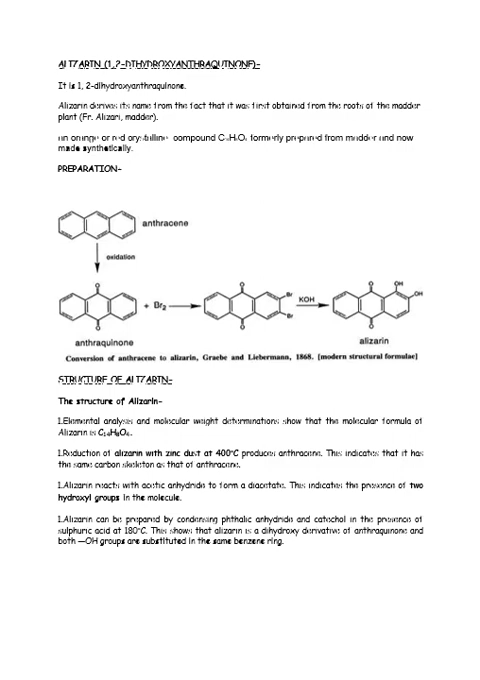 ALIZARIN (1,2-DIHYDROXYANTHRAQUINONE)-
It is 1, 2-dihydroxyanthraquinone.
Alizarin derives its name from the fact that it was first obtained from the roots of the madder
plant (Fr. Alizari, madder).
an orange or red crystalline compound C₁₄H₈O₄ formerly prepared from madder and now
made synthetically.
PREPARATION-
anthracene
oxidation
O
O
+ Br₂
O
O
Br
Br
KOH
O
O
OH
OH
anthraquinone
alizarin
Conversion of anthracene to alizarin, Graebe and Liebermann, 1868. [modern structural formulae]
STRUCTURE OF ALIZARIN-
The structure of Alizarin-
1.Elemental analysis and molecular weight determinations show that the molecular formula of
Alizarin is C₁₄H₈O₄.
1.Reduction of alizarin with zinc dust at 400°C produces anthracene. This indicates that it has
the same carbon skeleton as that of anthracene.
1.Alizarin reacts with acetic anhydride to form a diacetate. This indicates the presence of two
hydroxyl groups in the molecule.
1.Alizarin can be prepared by condensing phthalic anhydride and catechol in the presence of
sulphuric acid at 180°C. This shows that alizarin is a dihydroxy derivative of anthraquinone and
both —OH groups are substituted in the same benzene ring.